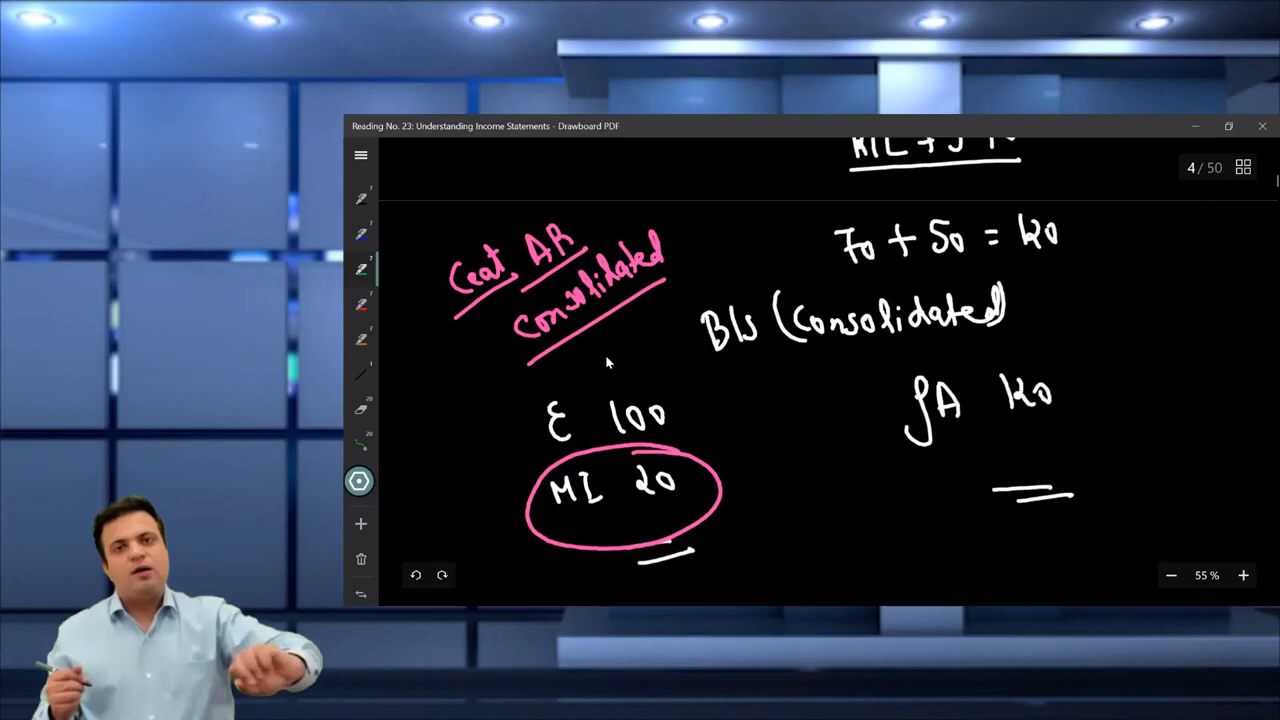 Reading No. 23: Understanding Income Statements - Drawboard PDF
4 / 50
Ceat AR
Consolidated
70 + 50 = 120
B/s (Consolidated)
E 100
MI 20
A 120
55 %